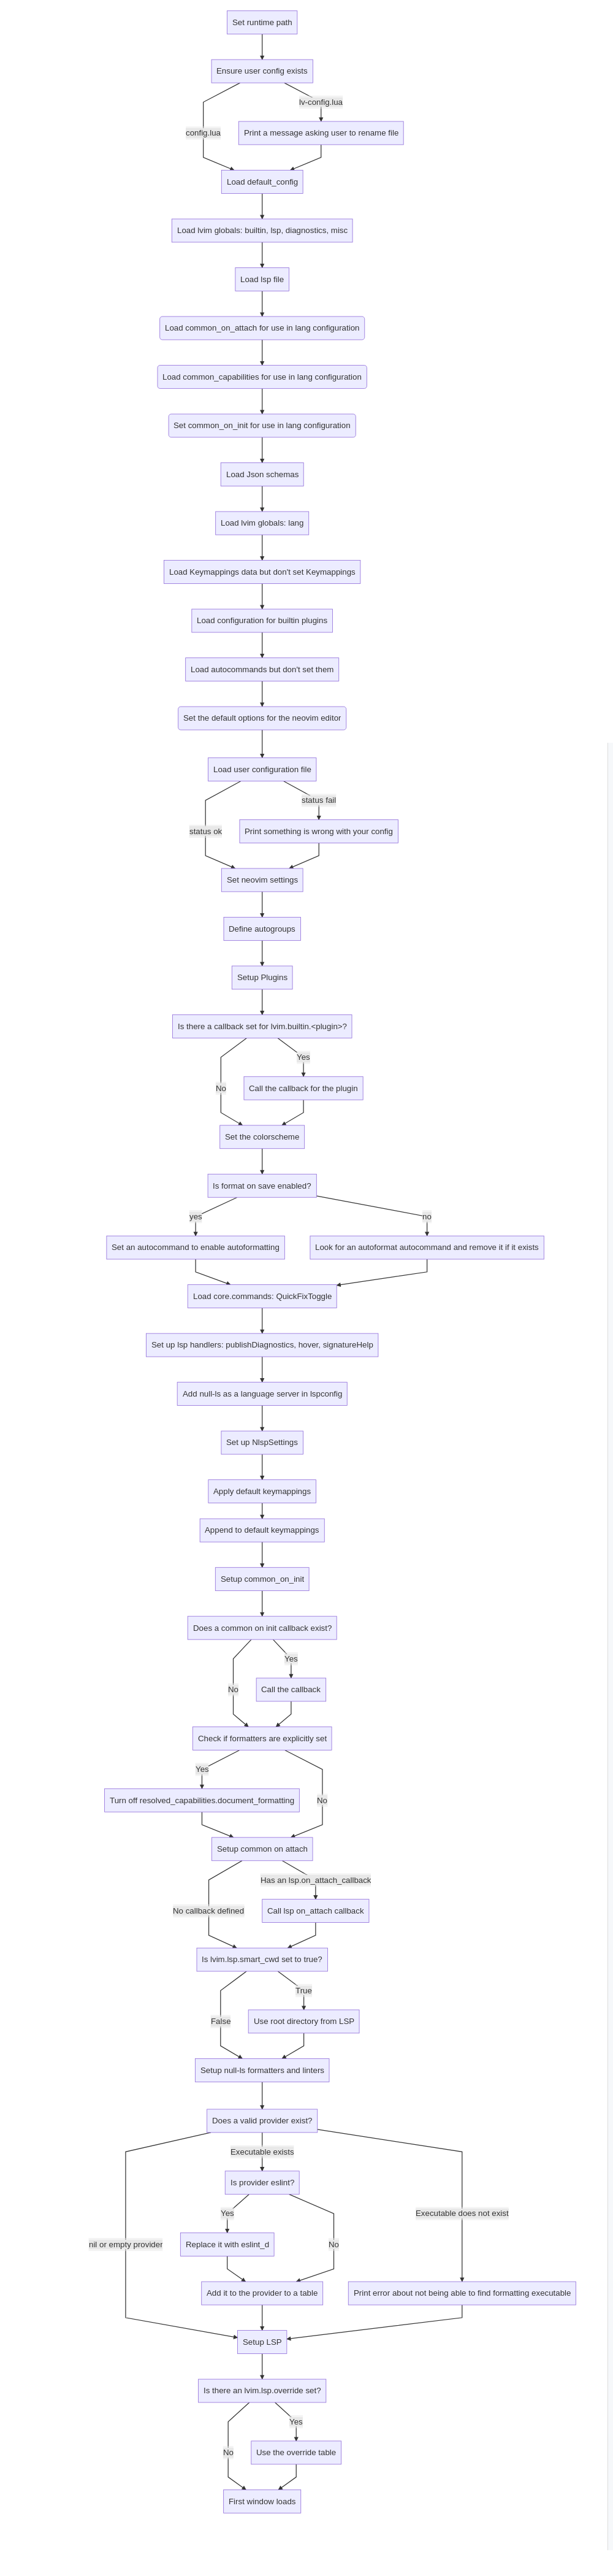 Set runtime path
Ensure user config exists
lv-config.lua
config.lua
Print a message asking user to rename file
Load default_config
Load lvim globals: builtin, lsp, diagnostics, misc
Load lsp file
Load common_on_attach for use in lang configuration
Load common_capabilities for use in lang configuration
Set common_on_init for use in lang configuration
Load Json schemas
Load lvim globals: lang
Load Keymappings data but don't set Keymappings
Load configuration for builtin plugins
Load autocommands but don't set them
Set the default options for the neovim editor
Load user configuration file
status fail
status ok
Print something is wrong with your config
Set neovim settings
Define autogroups
Setup Plugins
Is there a callback set for lvim.builtin.<plugin>?
Yes
No
Call the callback for the plugin
Set the colorscheme
Is format on save enabled?
yes
no
Set an autocommand to enable autoformatting
Look for an autoformat autocommand and remove it if it exists
Load core.commands: QuickFixToggle
Set up lsp handlers: publishDiagnostics, hover, signatureHelp
Add null-ls as a language server in lspconfig
Set up NlspSettings
Apply default keymappings
Append to default keymappings
Setup common_on_init
Does a common on init callback exist?
Yes
No
Call the callback
Check if formatters are explicitly set
Yes
Turn off resolved_capabilities.document_formatting
No
Setup common on attach
Has an lsp.on_attach_callback
No callback defined
Call lsp on_attach callback
Is lvim.lsp.smart_cwd set to true?
True
False
Use root directory from LSP
Setup null-ls formatters and linters
Does a valid provider exist?
Executable exists
Is provider eslint?
Yes
Executable does not exist
nil or empty provider
Replace it with eslint_d
No
Add it to the provider to a table
Print error about not being able to find formatting executable
Setup LSP
Is there an lvim.lsp.override set?
Yes
No
Use the override table
First window loads